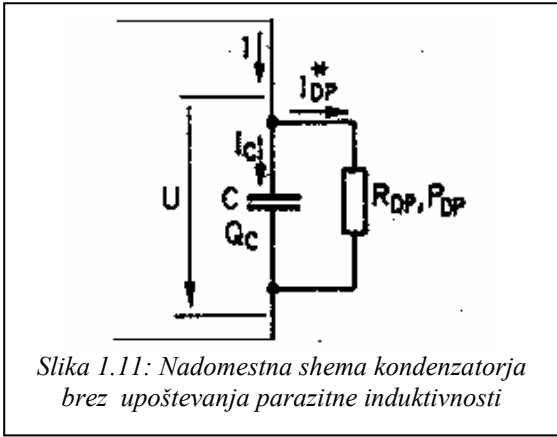 I
I*DP
IC
U
C
QC
RDP, PDP
Slika 1.11: Nadomestna shema kondenzatorja
brez upoštevanja parazitne induktivnosti